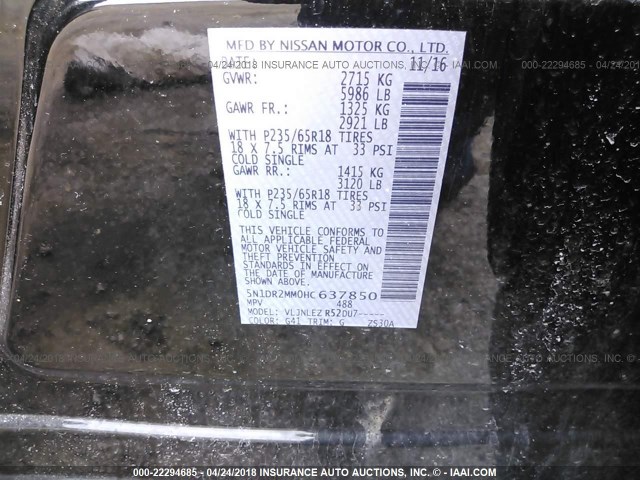 MFD BY NISSAN MOTOR CO., LTD.
DATE: 11/16
GVWR: 2715 KG
5986 LB
GAWR FR.: 1325 KG
2921 LB
WITH P235/65R18 TIRES
18 X 7.5 RIMS AT 33 PSI
COLD SINGLE
GAWR RR.: 1415 KG
3120 LB
WITH P235/65R18 TIRES
18 X 7.5 RIMS AT 33 PSI
COLD SINGLE
THIS VEHICLE CONFORMS TO
ALL APPLICABLE FEDERAL
MOTOR VEHICLE SAFETY AND
THEFT PREVENTION
STANDARDS IN EFFECT ON
THE DATE OF MANUFACTURE
SHOWN ABOVE.
5N1DR2MM0HC637850
MPV 488
MODEL: VLJNLEZ R52DU7-----
COLOR: G41 TRIM: G Z530A
04/24/2018 INSURANCE AUTO AUCTIONS, CORP. © - IAAI.COM
000-22294685 - 04/24/2018
000-22294685 - 04/24/2018 INSURANCE AUTO AUCTIONS, CORP. © - IAAI.COM